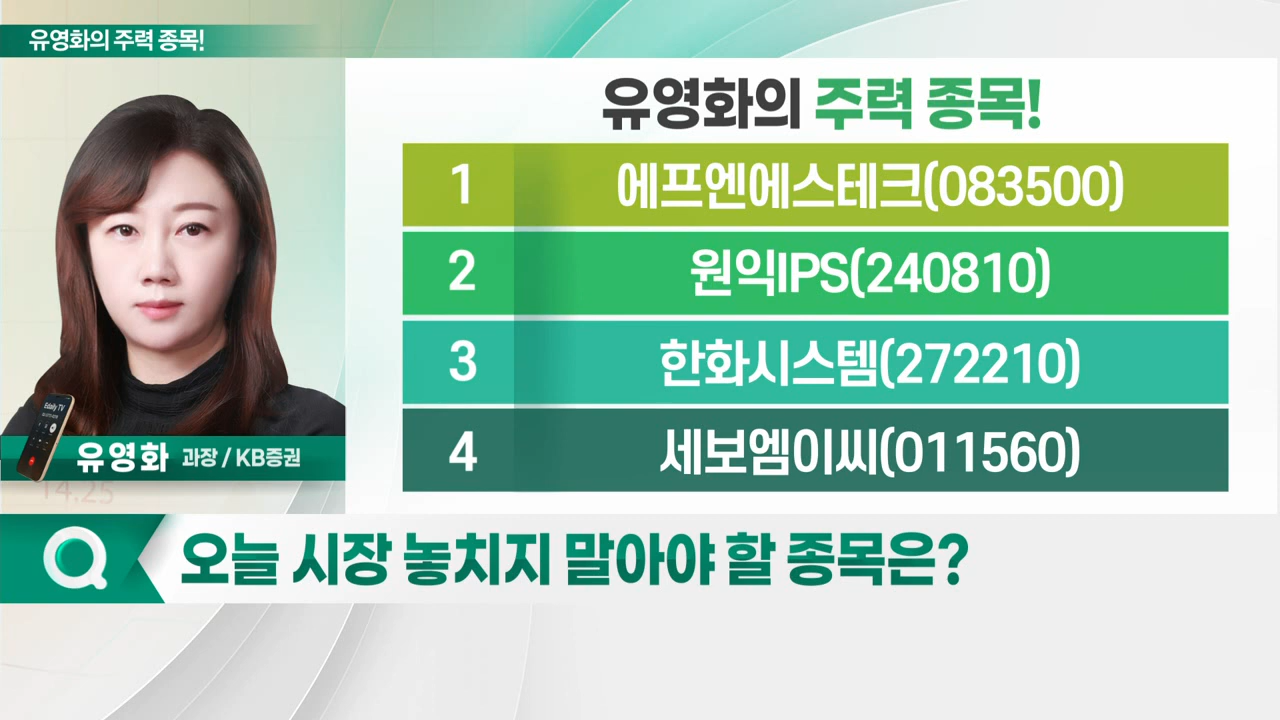 유영화의 주력 종목!
유영화의 주력 종목!
1 에프엔에스테크(083500)
2 원익IPS(240810)
3 한화시스템(272210)
4 세보엠이씨(011560)
Edaily TV
유영화 과장 / KB증권
14.25
Q 오늘 시장 놓치지 말아야 할 종목은?